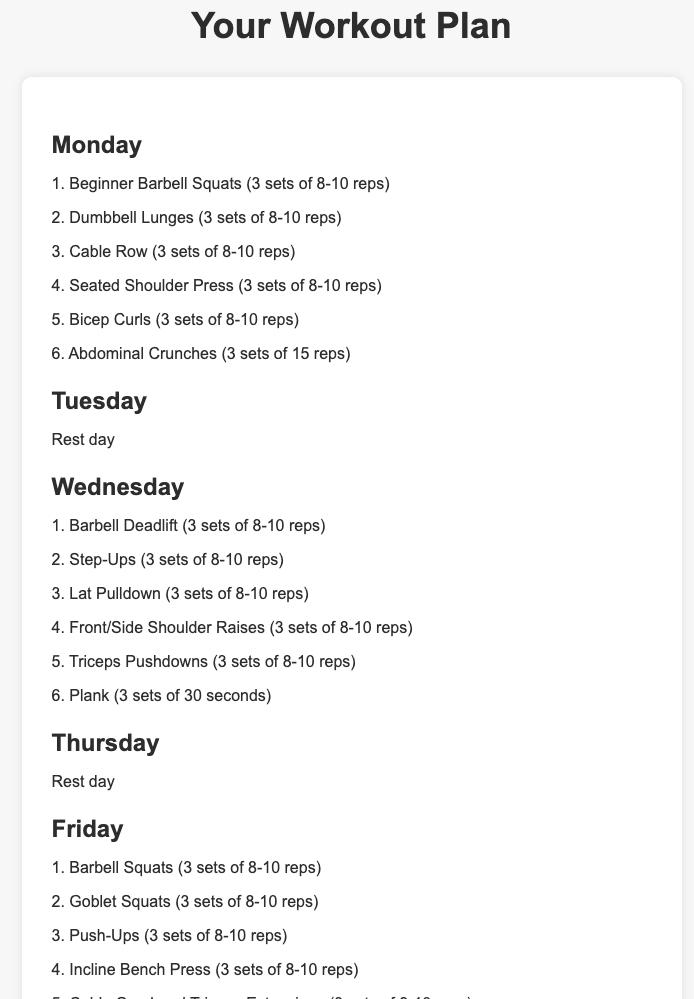 Your Workout Plan
Monday
1. Beginner Barbell Squats (3 sets of 8-10 reps)
2. Dumbbell Lunges (3 sets of 8-10 reps)
3. Cable Row (3 sets of 8-10 reps)
4. Seated Shoulder Press (3 sets of 8-10 reps)
5. Bicep Curls (3 sets of 8-10 reps)
6. Abdominal Crunches (3 sets of 15 reps)
Tuesday
Rest day
Wednesday
1. Barbell Deadlift (3 sets of 8-10 reps)
2. Step-Ups (3 sets of 8-10 reps)
3. Lat Pulldown (3 sets of 8-10 reps)
4. Front/Side Shoulder Raises (3 sets of 8-10 reps)
5. Triceps Pushdowns (3 sets of 8-10 reps)
6. Plank (3 sets of 30 seconds)
Thursday
Rest day
Friday
1. Barbell Squats (3 sets of 8-10 reps)
2. Goblet Squats (3 sets of 8-10 reps)
3. Push-Ups (3 sets of 8-10 reps)
4. Incline Bench Press (3 sets of 8-10 reps)